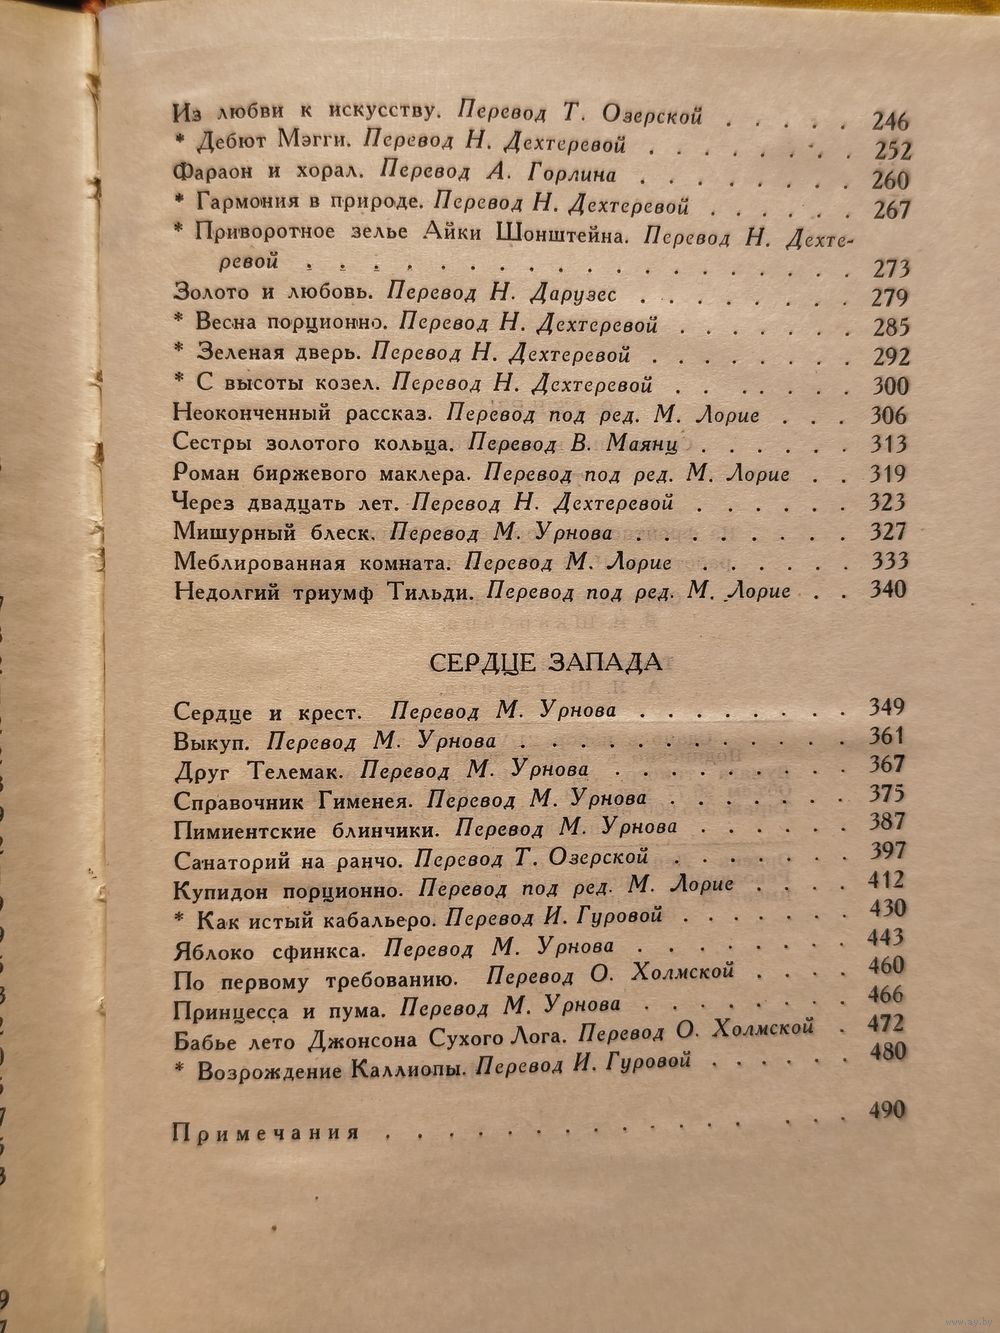 Из любви к искусству. Перевод Т. Озерской . . . . . 246
* Дебют Мэгги. Перевод Н. Дехтеревой . . . . . . . 252
Фараон и хорал. Перевод А. Горлина . . . . . . . 260
* Гармония в природе. Перевод Н. Дехтеревой . . . . . 267
* Приворотное зелье Айки Шонштейна. Перевод Н. Дехте-
ревой . . . . . . . . . . . . . . . . . 273
Золото и любовь. Перевод Н. Дарузес . . . . . . . 279
* Весна порционно. Перевод Н. Дехтеревой . . . . . . 285
* Зеленая дверь. Перевод Н. Дехтеревой . . . . . . . 292
* С высоты козел. Перевод Н. Дехтеревой . . . . . . 300
Неоконченный рассказ. Перевод под ред. М. Лорие . . . 306
Сестры золотого кольца. Перевод В. Маянц . . . . . 313
Роман биржевого маклера. Перевод под ред. М. Лорие . . 319
Через двадцать лет. Перевод Н. Дехтеревой . . . . . . 323
Мишурный блеск. Перевод М. Урнова . . . . . . . . 327
Меблированная комната. Перевод М. Лорие . . . . . . 333
Недолгий триумф Тильди. Перевод под ред. М. Лорие . . 340
СЕРДЦЕ ЗАПАДА
Сердце и крест. Перевод М. Урнова . . . . . . . . 349
Выкуп. Перевод М. Урнова . . . . . . . . . . . . 361
Друг Телемак. Перевод М. Урнова . . . . . . . . 367
Справочник Гименея. Перевод М. Урнова . . . . . . . 375
Пимиентские блинчики. Перевод М. Урнова . . . . . . 387
Санаторий на ранчо. Перевод Т. Озерской . . . . . . . 397
Купидон порционно. Перевод под ред. М. Лорие . . . . 412
* Как истый кабальеро. Перевод И. Гуровой . . . . . . 430
Яблоко сфинкса. Перевод М. Урнова . . . . . . . 443
По первому требованию. Перевод О. Холмской . . . . 460
Принцесса и пума. Перевод М. Урнова . . . . . . . 466
Бабье лето Джонсона Сухого Лога. Перевод О. Холмской . 472
* Возрождение Каллиопы. Перевод И. Гуровой . . . . . 480
Примечания . . . . . . . . . . . . . . . 490
www.ay.by